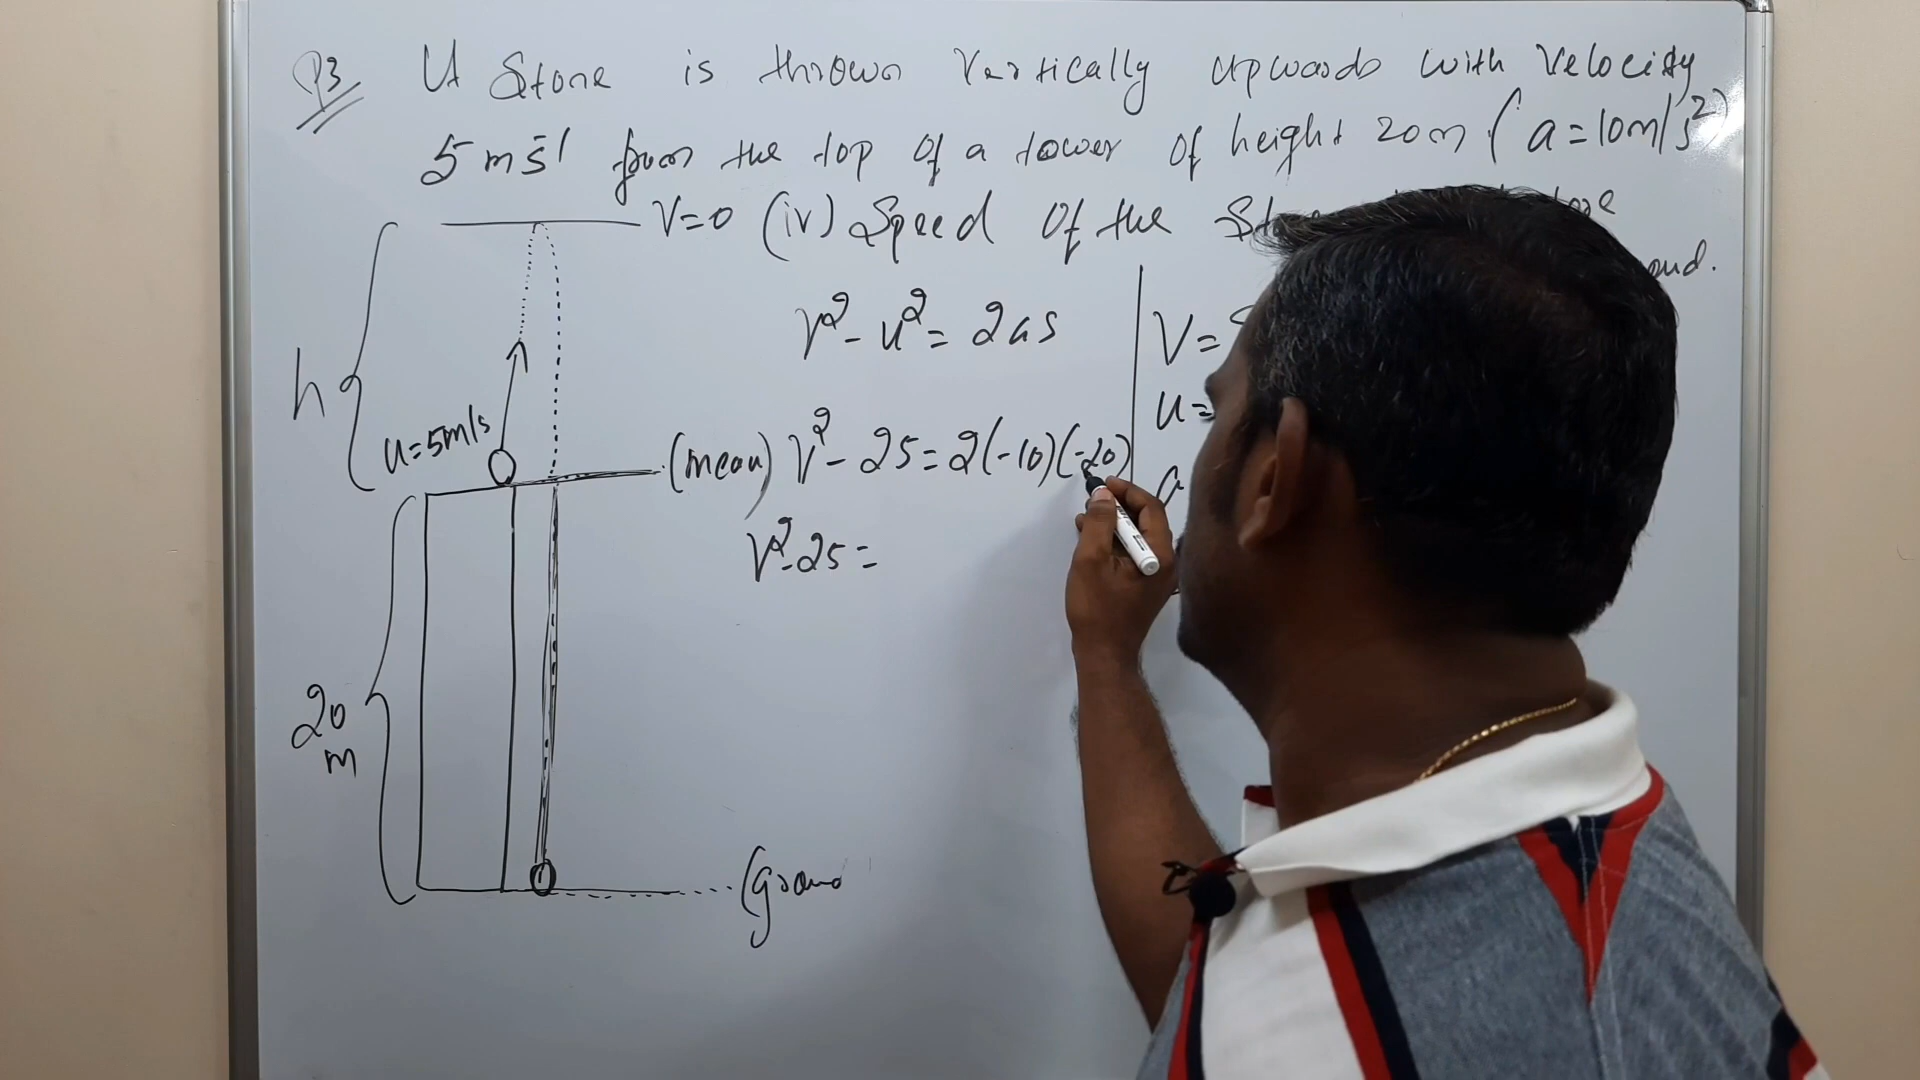 Q3 A Stone is thrown Vertically upwards with Velocity
5 ms-1 from the top of a tower of height 20m (a=10m/s²)
V=0 (iv) Speed of the
ound.
V² - u² = 2as
V=
u=
h
u=5m/s
(mean) V² - 25 = 2(-10)(-20)
a
V² - 25 =
20
m
(Groun